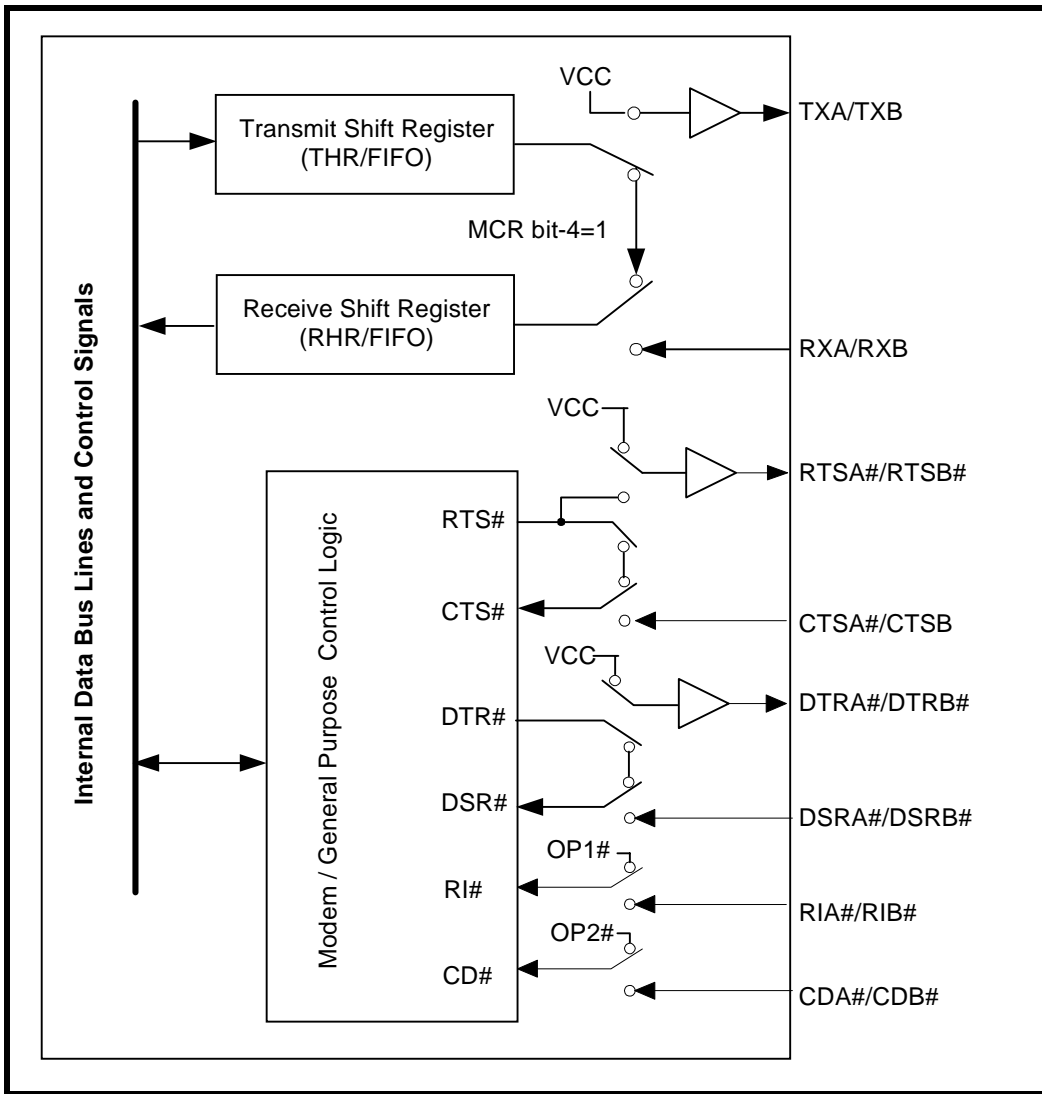 VCC
TXA/TXB
Transmit Shift Register
(THR/FIFO)
MCR bit-4=1
Receive Shift Register
(RHR/FIFO)
RXA/RXB
Internal Data Bus Lines and Control Signals
VCC
RTSA#/RTSB#
Modem / General Purpose Control Logic
RTS#
CTS#
CTSA#/CTSB
VCC
DTRA#/DTRB#
DTR#
DSR#
DSRA#/DSRB#
OP1#
RI#
RIA#/RIB#
OP2#
CD#
CDA#/CDB#